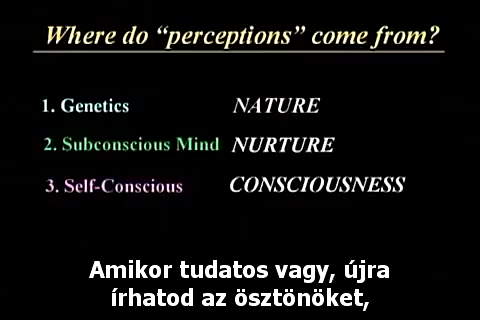 Where do “perceptions” come from?
1. Genetics NATURE
2. Subconscious Mind NURTURE
3. Self-Conscious CONSCIOUSNESS
Amikor tudatos vagy, újra
írhatod az ösztönöket,